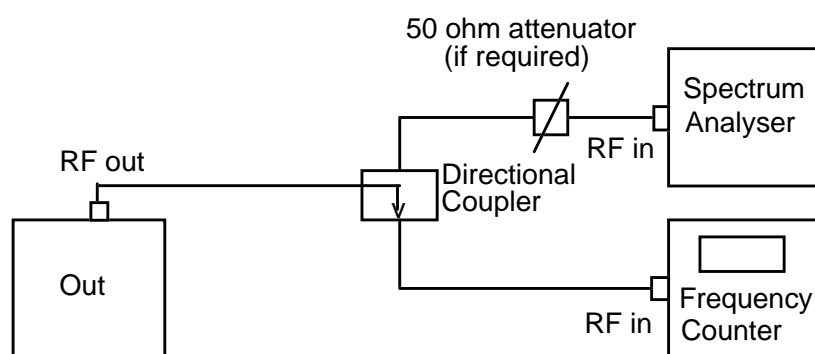 50 ohm attenuator
(if required)
Spectrum
Analyser
RF in
RF out
Directional
Coupler
Out
Frequency
Counter
RF in